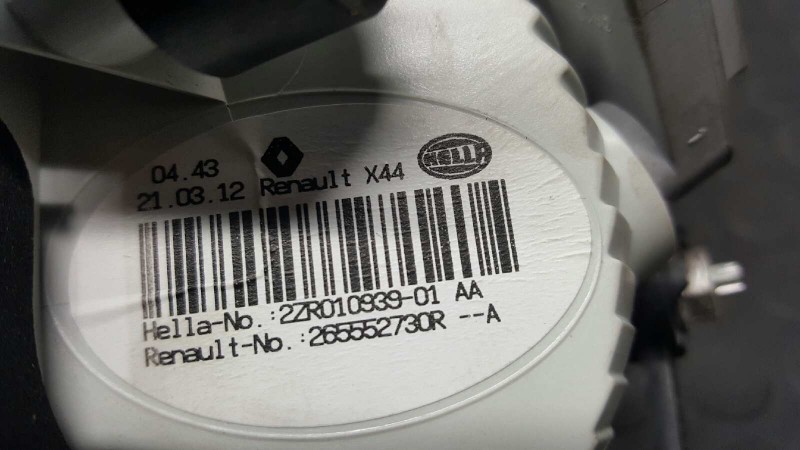 04.43
21.03.12 Renault X44
HELLA
Hella-No.:2ZR010939-01 AA
Renault-No.:265552730R --A